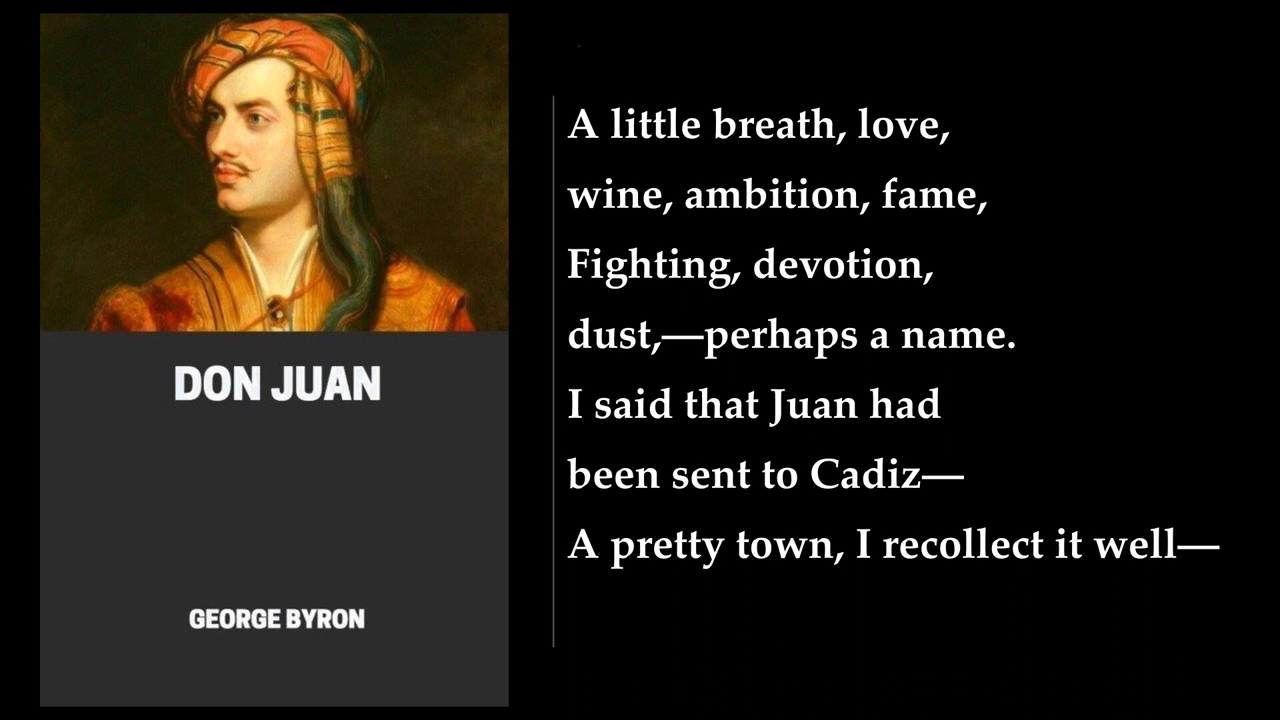 DON JUAN
GEORGE BYRON
A little breath, love,
wine, ambition, fame,
Fighting, devotion,
dust,—perhaps a name.
I said that Juan had
been sent to Cadiz—
A pretty town, I recollect it well—